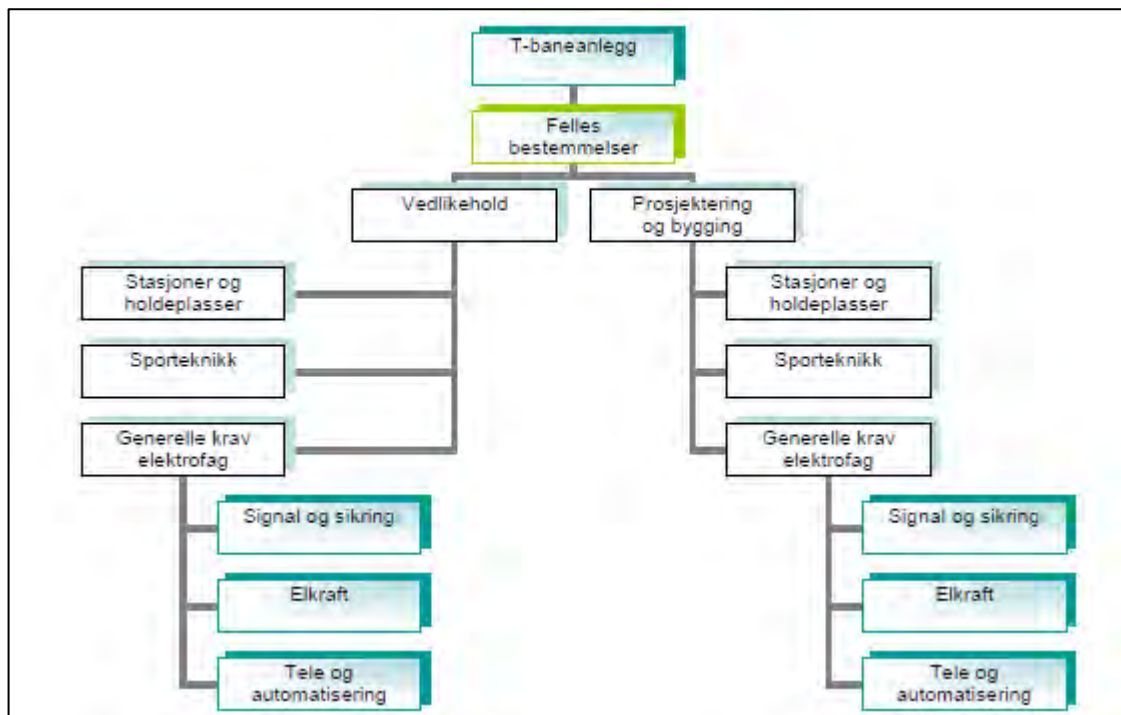 T-baneanlegg
Felles
bestemmelser
Vedlikehold
Prosjektering
og bygging
Stasjoner og
holdeplasser
Stasjoner og
holdeplasser
Sporteknikk
Sporteknikk
Generelle krav
elektrofag
Generelle krav
elektrofag
Signal og sikring
Signal og sikring
Elkraft
Elkraft
Tele og
automatisering
Tele og
automatisering